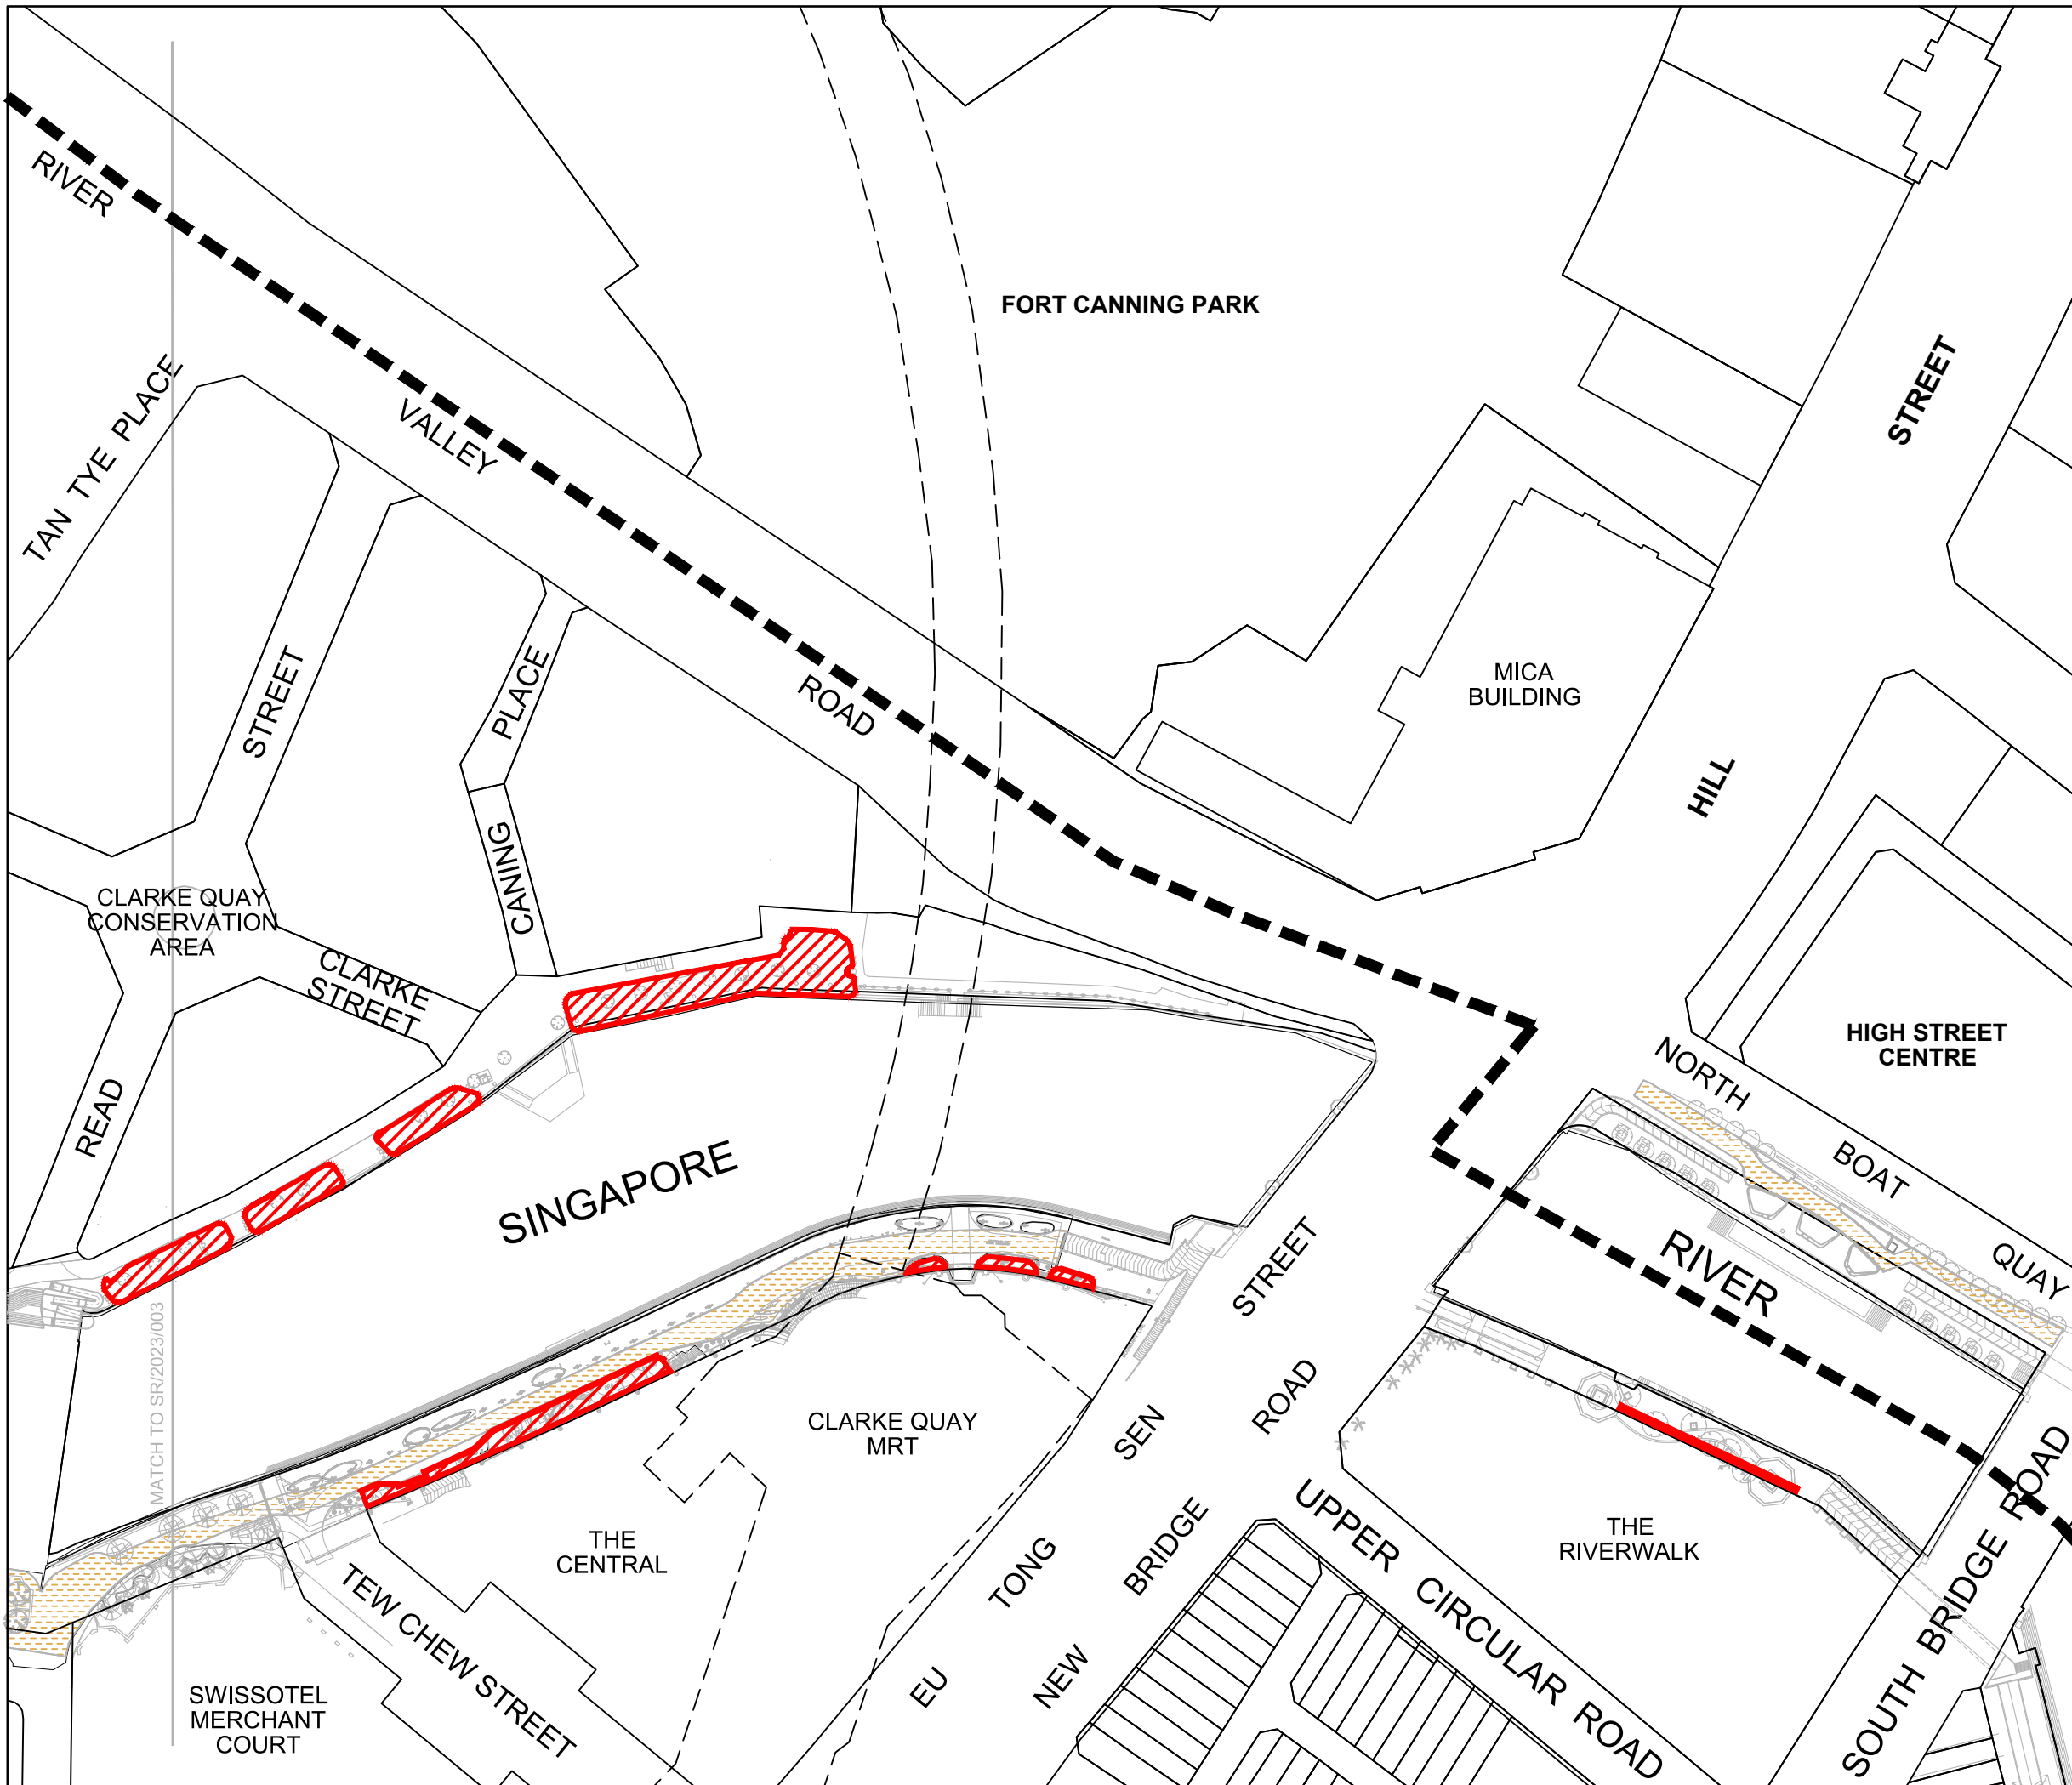 RIVER
VALLEY
ROAD
FORT CANNING PARK
STREET
HILL
TAN TYE PLACE
STREET
PLACE
CANING
MICA
BUILDING
CLARKE QUAY
CONSERVATION
AREA
CLARKE
STREET
READ
HIGH STREET
CENTRE
NORTH
BOAT
QUAY
SINGAPORE
RIVER
STREET
ROAD
SEN
TONG
EU
BRIDGE
NEW
MATCH TO SR/2023/003
CLARKE QUAY
MRT
THE
CENTRAL
TEW CHEW STREET
SWISSOTEL
MERCHANT
COURT
UPPER CIRCULAR ROAD
THE
RIVERWALK
SOUTH BRIDGE ROAD